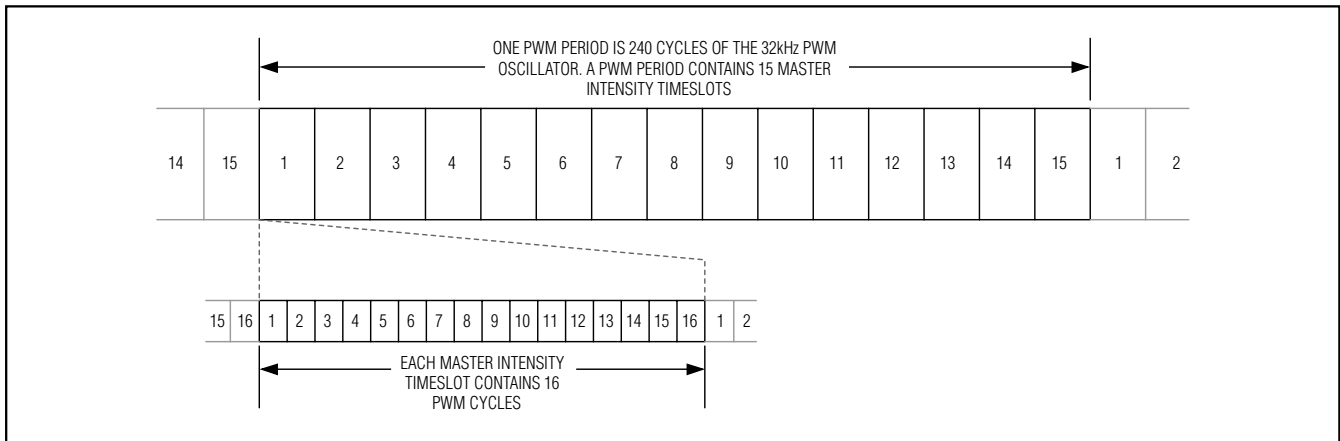 ONE PWM PERIOD IS 240 CYCLES OF THE 32kHz PWM
OSCILLATOR. A PWM PERIOD CONTAINS 15 MASTER
INTENSITY TIMESLOTS
14 15 1 2 3 4 5 6 7 8 9 10 11 12 13 14 15 1 2
15 16 1 2 3 4 5 6 7 8 9 10 11 12 13 14 15 16 1 2
EACH MASTER INTENSITY
TIMESLOT CONTAINS 16
PWM CYCLES